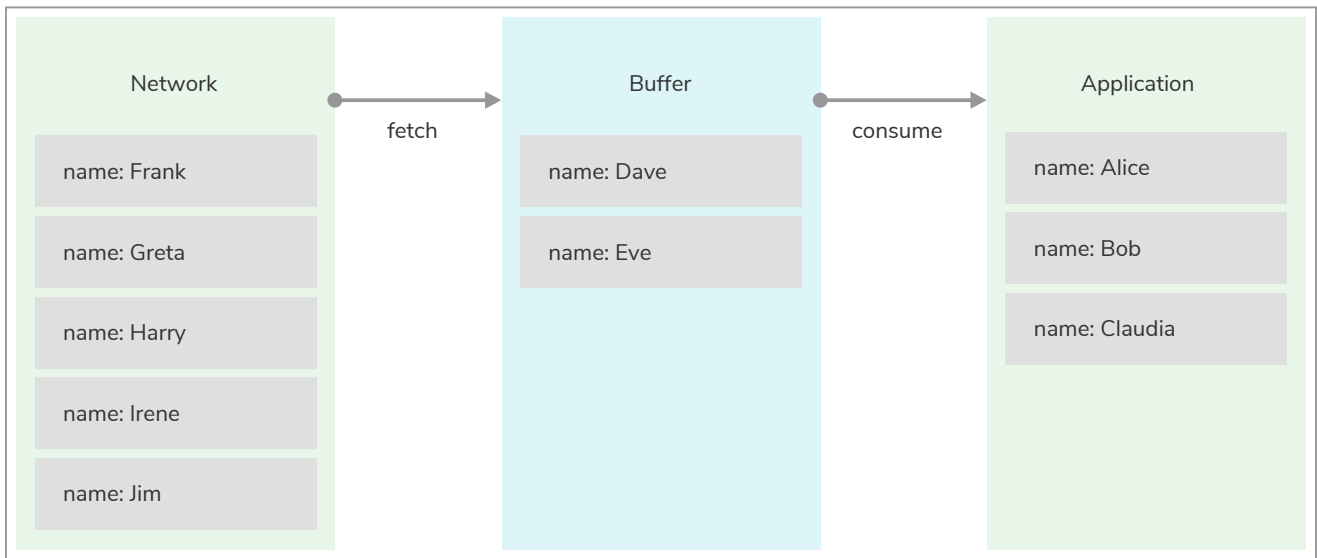 Network
fetch
name: Frank
name: Greta
name: Harry
name: Irene
name: Jim
Buffer
consume
name: Dave
name: Eve
Application
name: Alice
name: Bob
name: Claudia